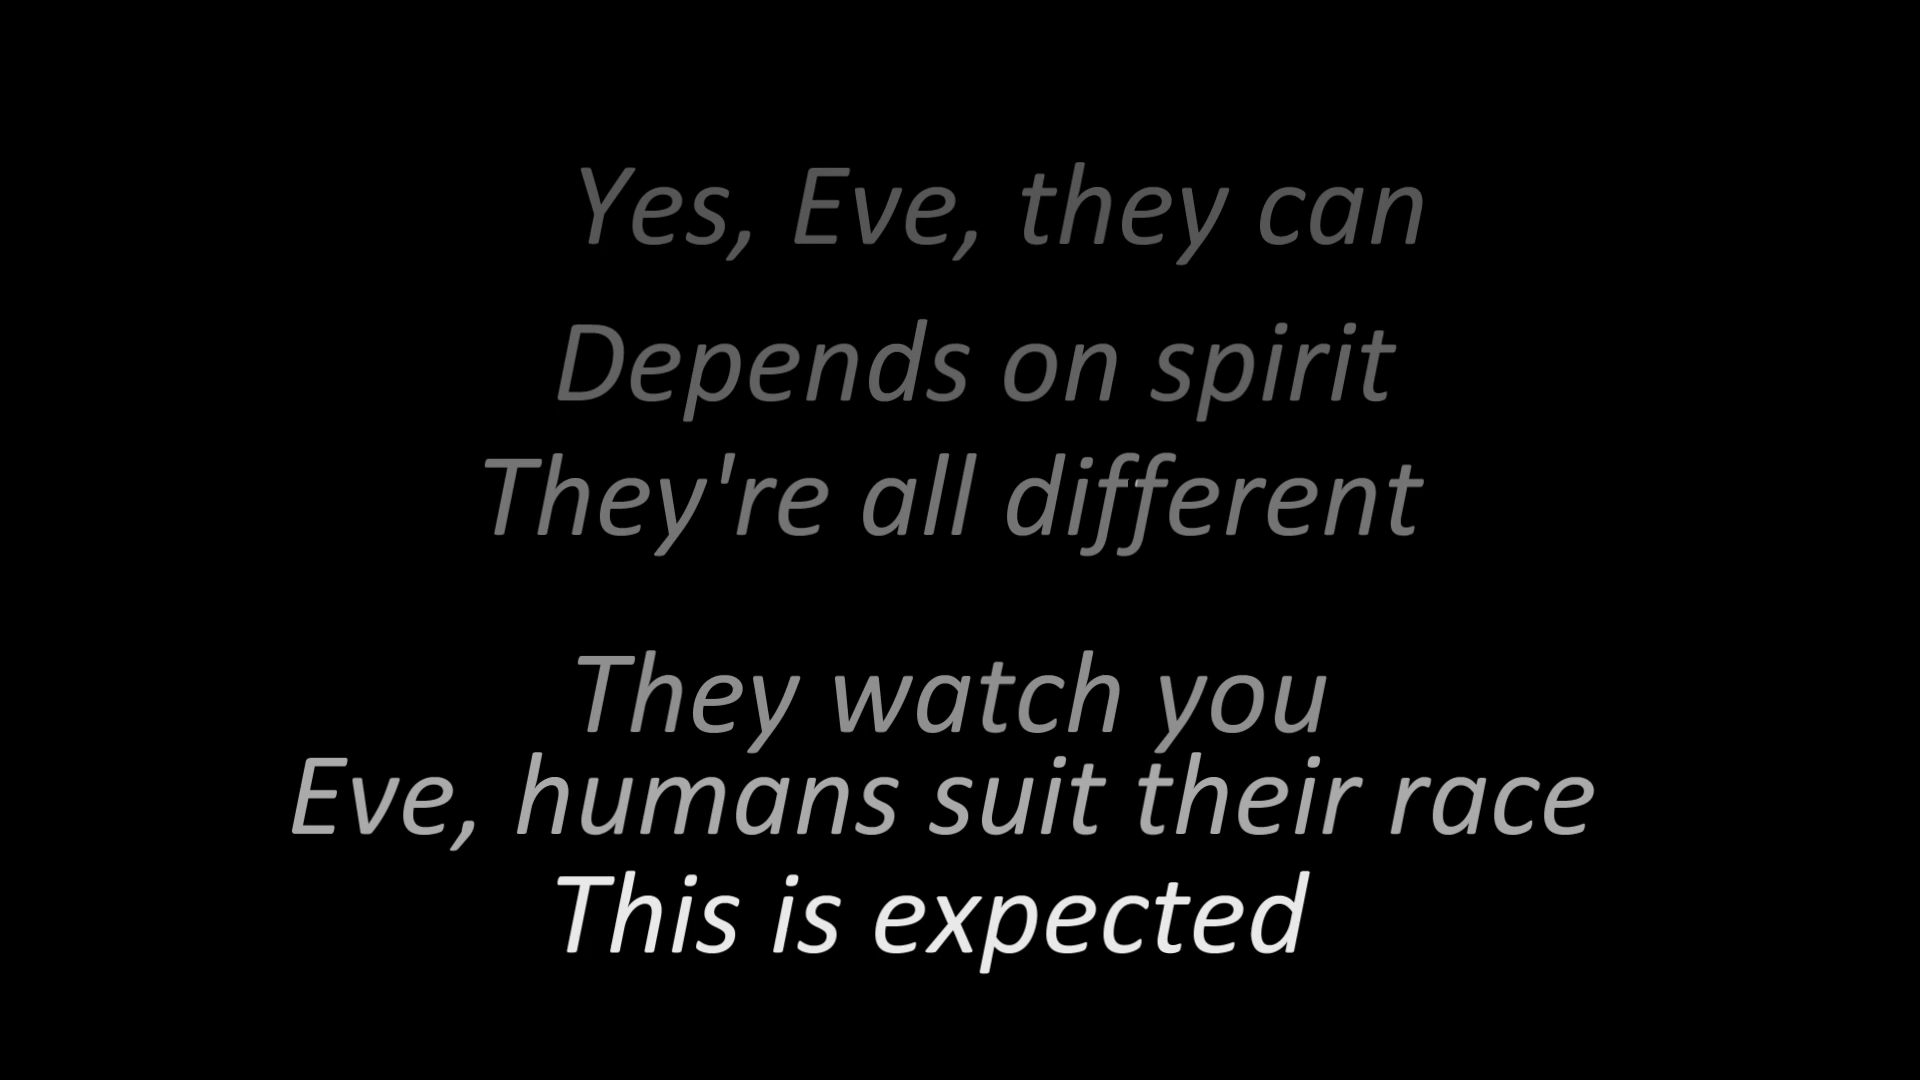 Yes, Eve, they can
Depends on spirit
They're all different
They watch you
Eve, humans suit their race
This is expected